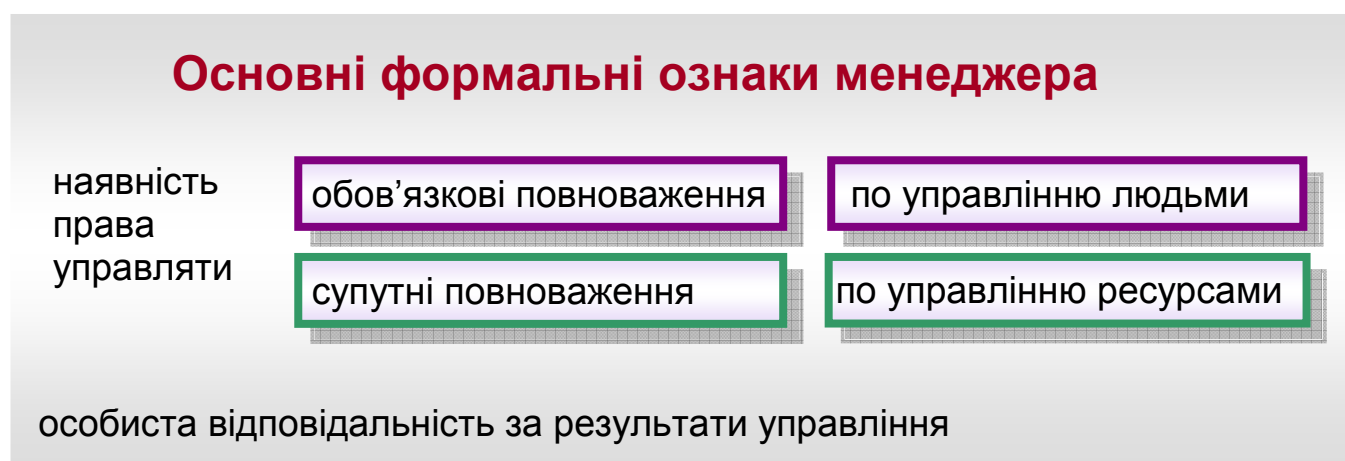 Основні формальні ознаки менеджера
наявність
права
управляти
обов’язкові повноваження
по управлінню людьми
супутні повноваження
по управлінню ресурсами
особиста відповідальність за результати управління